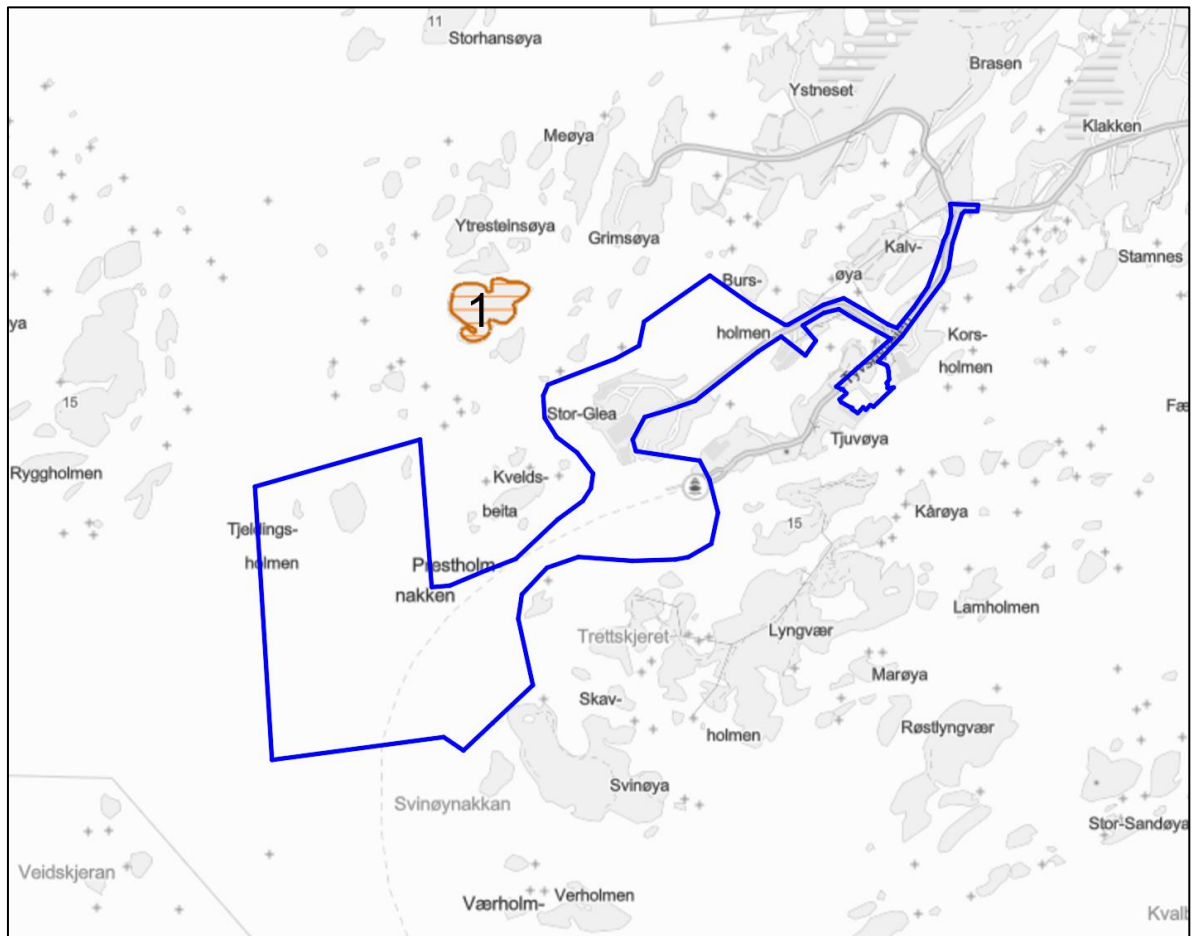 11
Storhansøya
Brasen
Ystneset
Klakken
Meøya
Ytresteinsøya
Grimsøya
Kalv-
øya
Stamnes
Burs-
holmen
1
ya
Kors-
holmen
15
Stor-Glea
Fæ
Tjuvøya
Ryggholmen
Kvelds-
beita
Kårøya
15
Tjeldings-
holmen
Prestholm
nakken
Lamholmen
Trettskjeret
Lyngvær
Marøya
Skav-
holmen
Røstlyngvær
Svinøya
Svinøynakkan
Stor-Sandøya
Veidskjeran
Værholm-
Verholmen
Kvalb